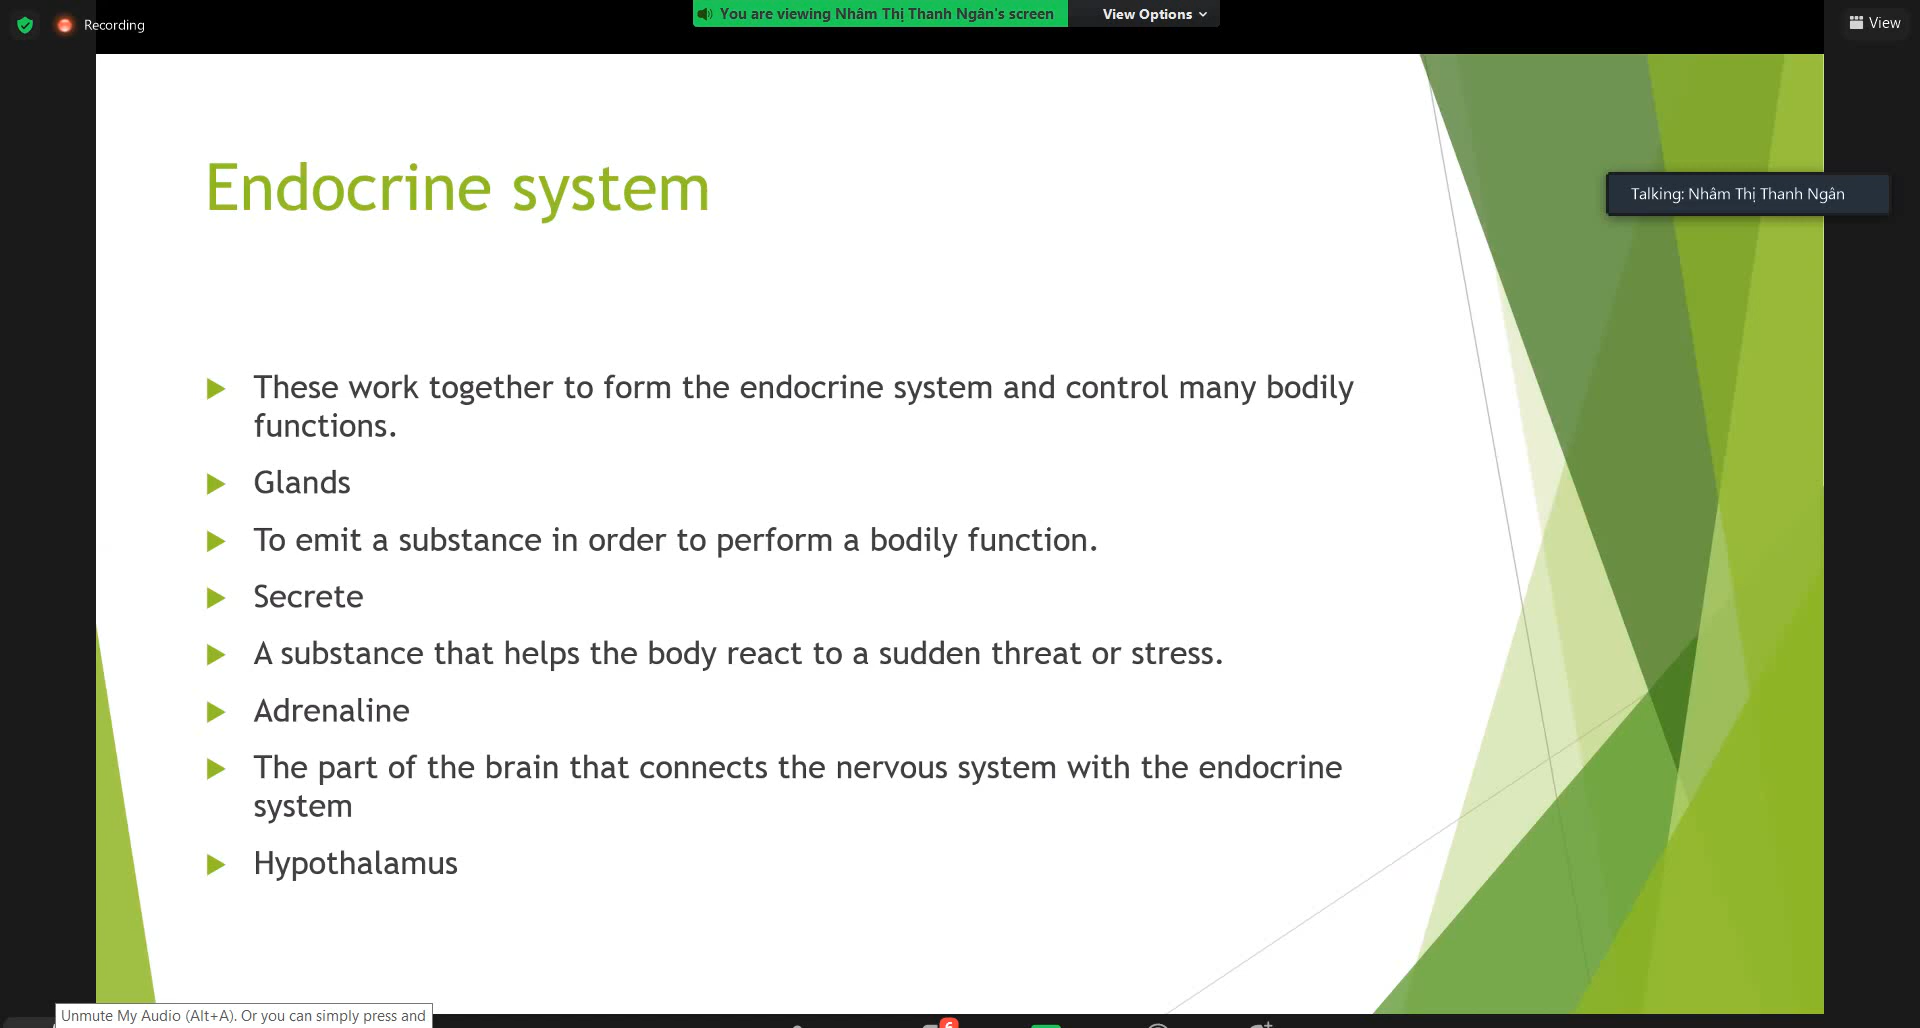 Recording
You are viewing Nhâm Thị Thanh Ngân's screen
View Options
View
Endocrine system
Talking: Nhâm Thị Thanh Ngân
These work together to form the endocrine system and control many bodily
functions.
Glands
To emit a substance in order to perform a bodily function.
Secrete
A substance that helps the body react to a sudden threat or stress.
Adrenaline
The part of the brain that connects the nervous system with the endocrine
system
Hypothalamus
Unmute My Audio (Alt+A). Or you can simply press and
6